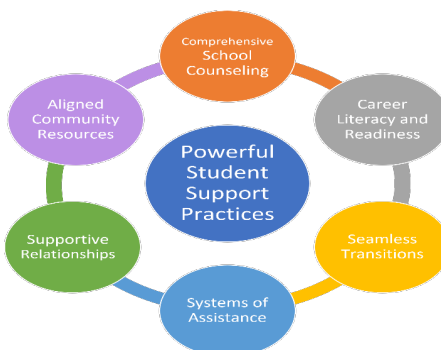 Comprehensive
School
Counseling
Aligned
Community
Resources
Career
Literacy and
Readiness
Powerful
Student
Support
Practices
Supportive
Relationships
Seamless
Transitions
Systems of
Assistance